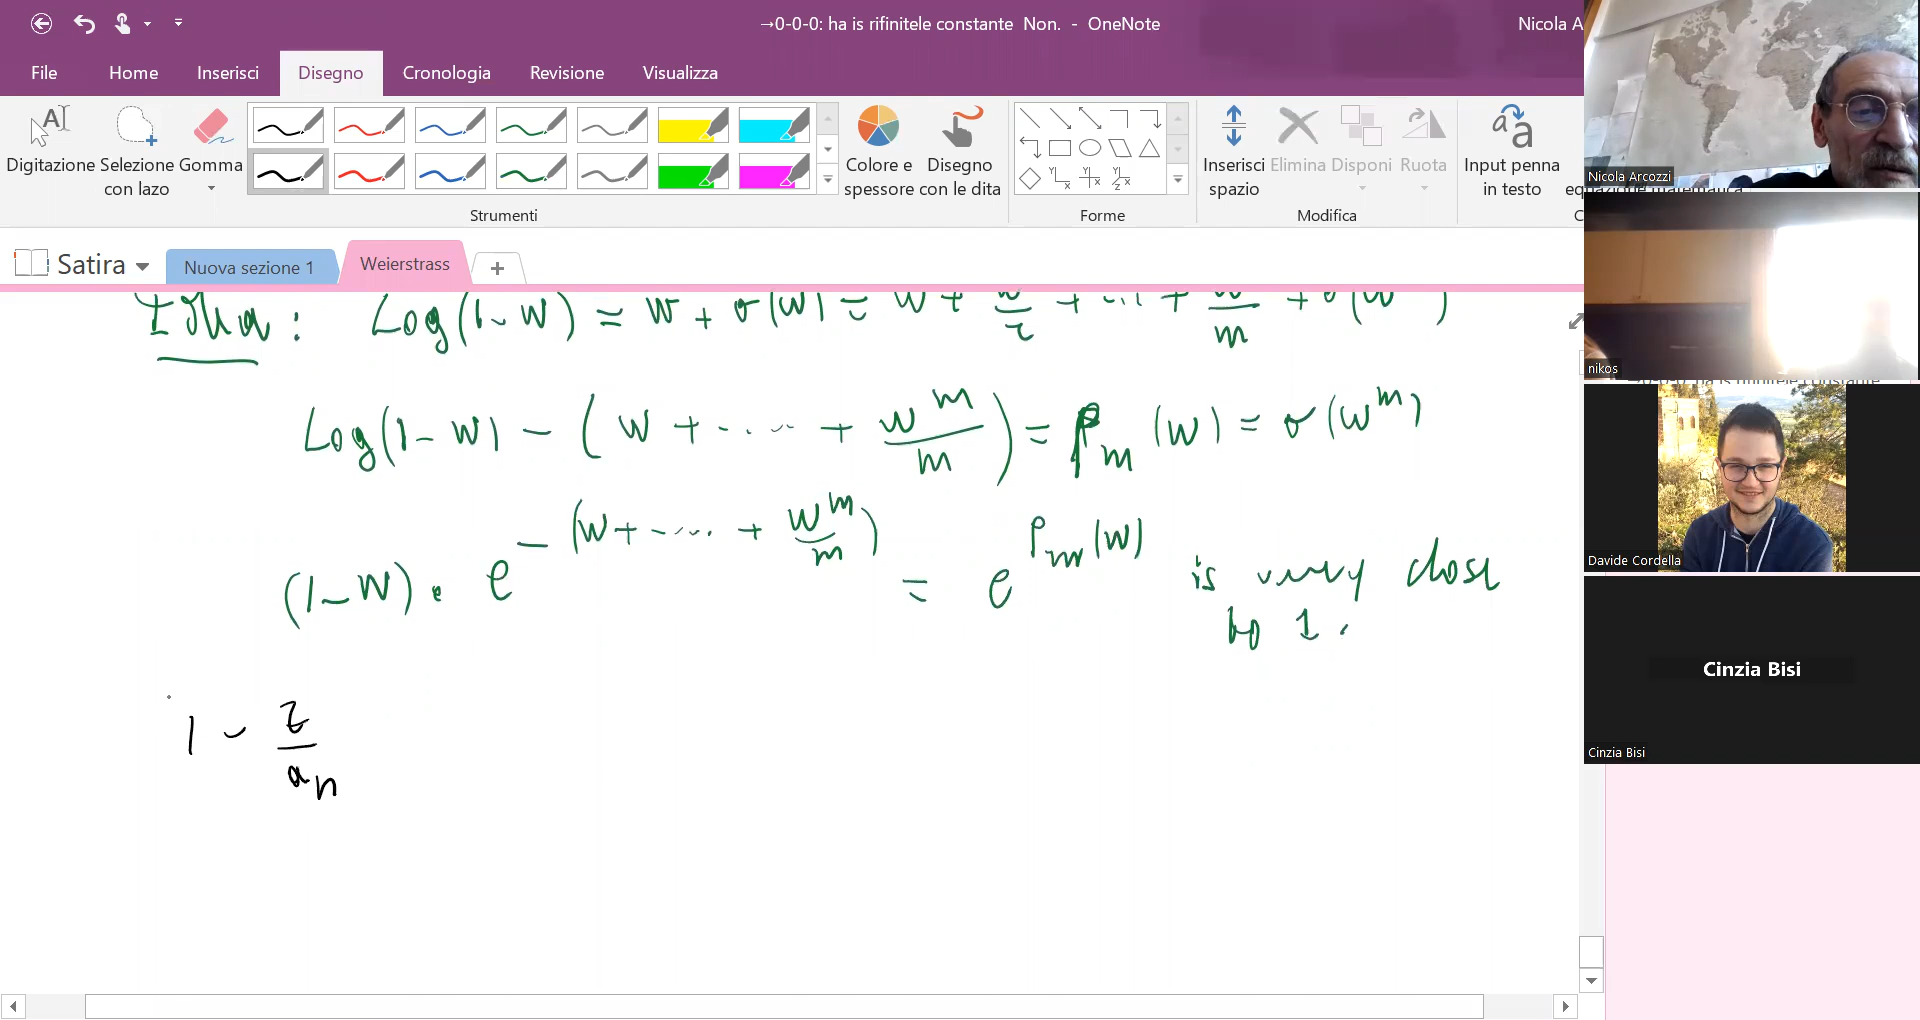 →0-0-0: ha is rifinitele constante Non. - OneNote
Nicola A
File Home Inserisci Disegno Cronologia Revisione Visualizza
Digitazione
Selezione con lazo
Gomma
Strumenti
Colore e spessore
Disegno con le dita
Forme
Inserisci spazio
Elimina
Disponi
Ruota
Modifica
Input penna in testo
Satira
Nuova sezione 1
Weierstrass
+
: Log(1-w) = w + o(w) = w + w/2 + ... + w/m + o(w )
Log(1-w) - (w + ..... + w^m/m) = P_m(w) = o(w^m)
(1-w) · e^{-(w + ..... + w^m/m)} = e^{P_m(w)} is very close
to 1.
1 - z/a_n
Nicola Arcozzi
nikos
Davide Cordella
Cinzia Bisi
Cinzia Bisi